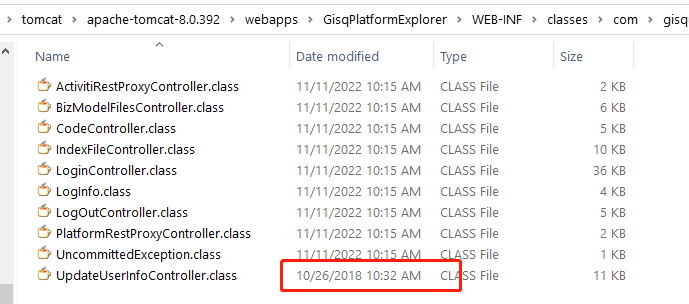 tomcat > apache-tomcat-8.0.392 > webapps > GisqPlatformExplorer > WEB-INF > classes > com > gisq
Name Date modified Type Size
ActivitiRestProxyController.class 11/11/2022 10:15 AM CLASS File 2 KB
BizModelFilesController.class 11/11/2022 10:15 AM CLASS File 6 KB
CodeController.class 11/11/2022 10:15 AM CLASS File 5 KB
IndexFileController.class 11/11/2022 10:15 AM CLASS File 10 KB
LoginController.class 11/11/2022 10:15 AM CLASS File 36 KB
LogInfo.class 11/11/2022 10:15 AM CLASS File 4 KB
LogOutController.class 11/11/2022 10:15 AM CLASS File 5 KB
PlatformRestProxyController.class 11/11/2022 10:15 AM CLASS File 2 KB
UncommittedException.class 11/11/2022 10:15 AM CLASS File 1 KB
UpdateUserInfoController.class 10/26/2018 10:32 AM CLASS File 11 KB